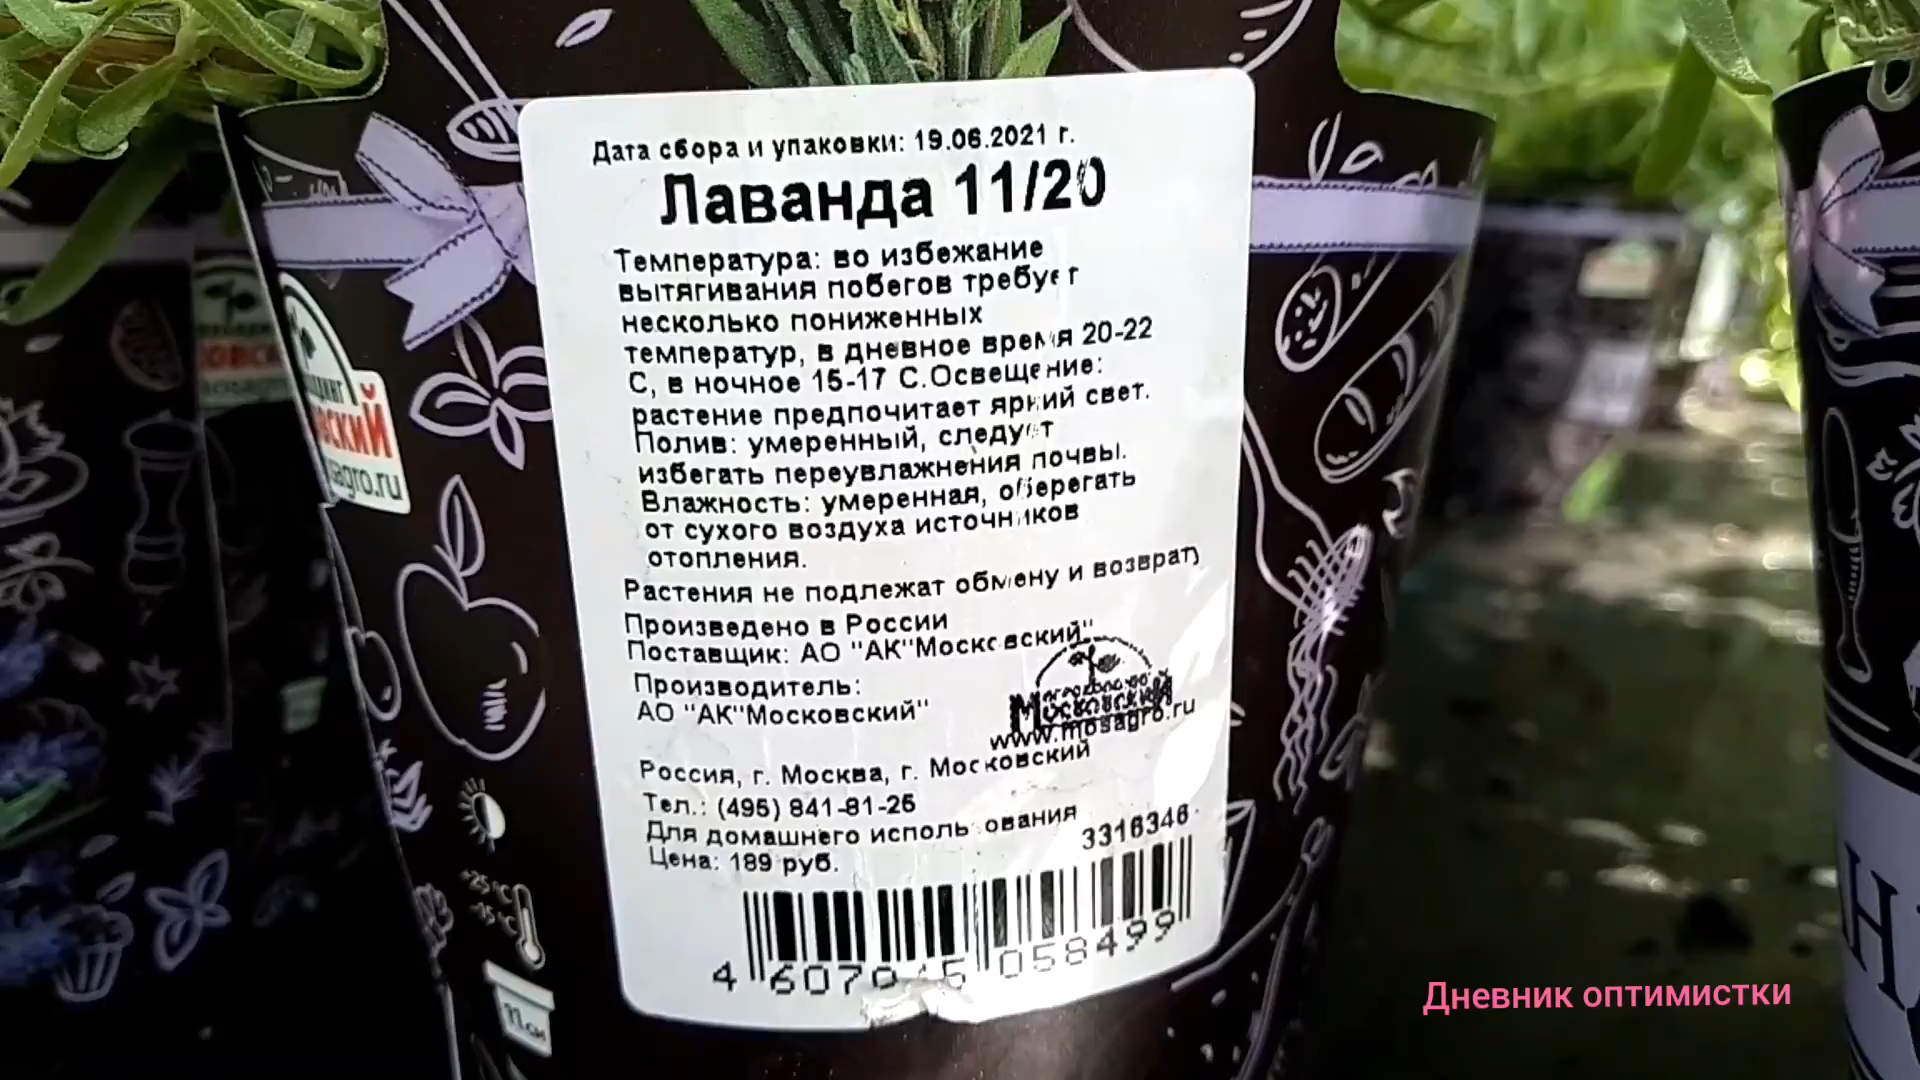 Дата сбора и упаковки: 19.06.2021 г.
Лаванда 11/20
Температура: во избежание
вытягивания побегов требует
несколько пониженных
температур, в дневное время 20-22
С, в ночное 15-17 С.Освещение:
растение предпочитает яркий свет.
Полив: умеренный, следует
избегать переувлажнения почвы.
Влажность: умеренная, оберегать
от сухого воздуха источников
отопления.
Растения не подлежат обмену и возврату
Произведено в России
Поставщик: АО "АК"Московский"
Производитель:
АО "АК"Московский"
Московский
www.mosagro.ru
Россия, г. Москва, г. Московский
Тел.: (495) 841-81-26
Для домашнего использования
3316346
Цена: 189 руб.
058499
Дневник оптимистки